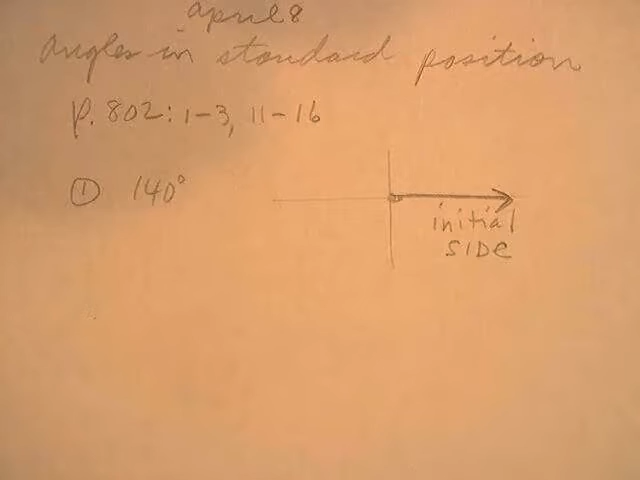 april 8
Angles in standard position
p. 802: 1-3, 11-16
① 140°
initial
SIDE